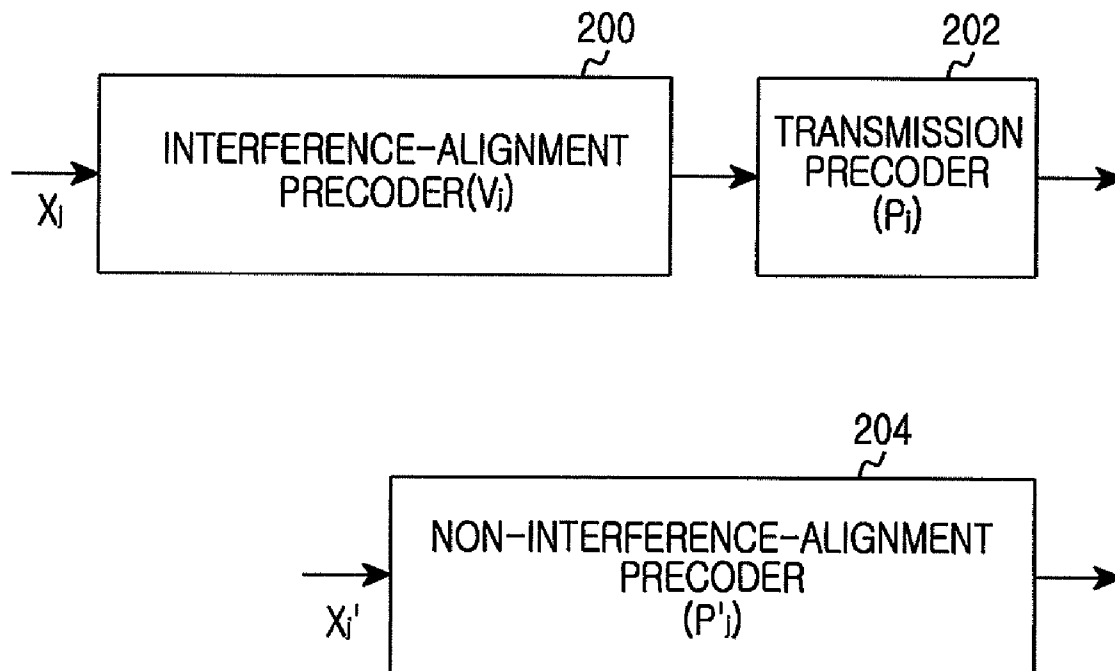 200
202
INTERFERENCE-ALIGNMENT
PRECODER(Vj)
TRANSMISSION
PRECODER
(Pj)
Xj
204
NON-INTERFERENCE-ALIGNMENT
PRECODER
(P'j)
Xj'